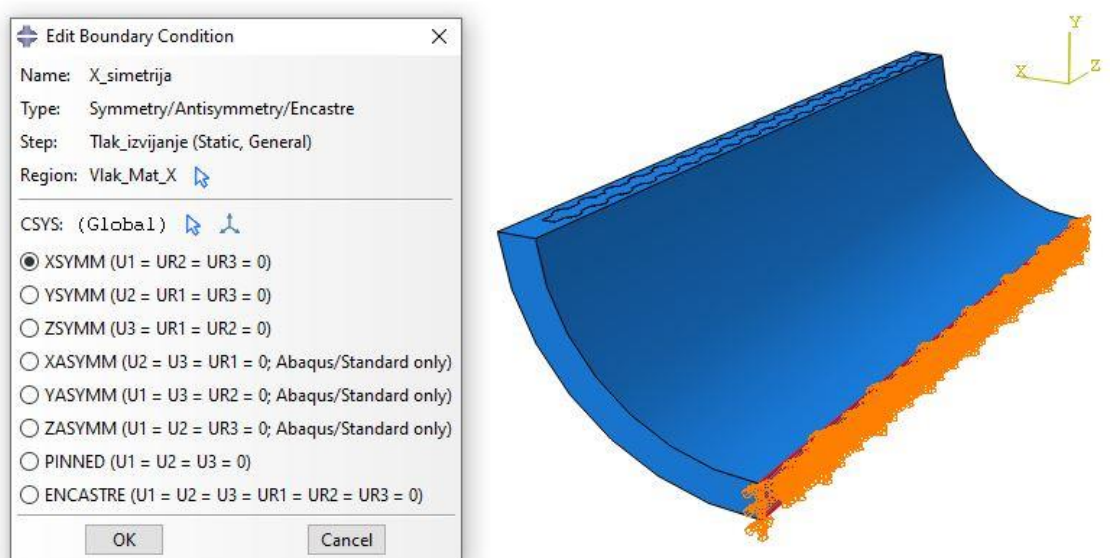 Edit Boundary Condition
Name: X_simetrija
Type: Symmetry/Antisymmetry/Encastre
Step: Tlak_izvijanje (Static, General)
Region: Vlak_Mat_X
CSYS: (Global)
XSYMM (U1 = UR2 = UR3 = 0)
YSYMM (U2 = UR1 = UR3 = 0)
ZSYMM (U3 = UR1 = UR2 = 0)
XASYMM (U2 = U3 = UR1 = 0; Abaqus/Standard only)
YASYMM (U1 = U3 = UR2 = 0; Abaqus/Standard only)
ZASYMM (U1 = U2 = UR3 = 0; Abaqus/Standard only)
PINNED (U1 = U2 = U3 = 0)
ENCASTRE (U1 = U2 = U3 = UR1 = UR2 = UR3 = 0)
OK Cancel
Y
X Z